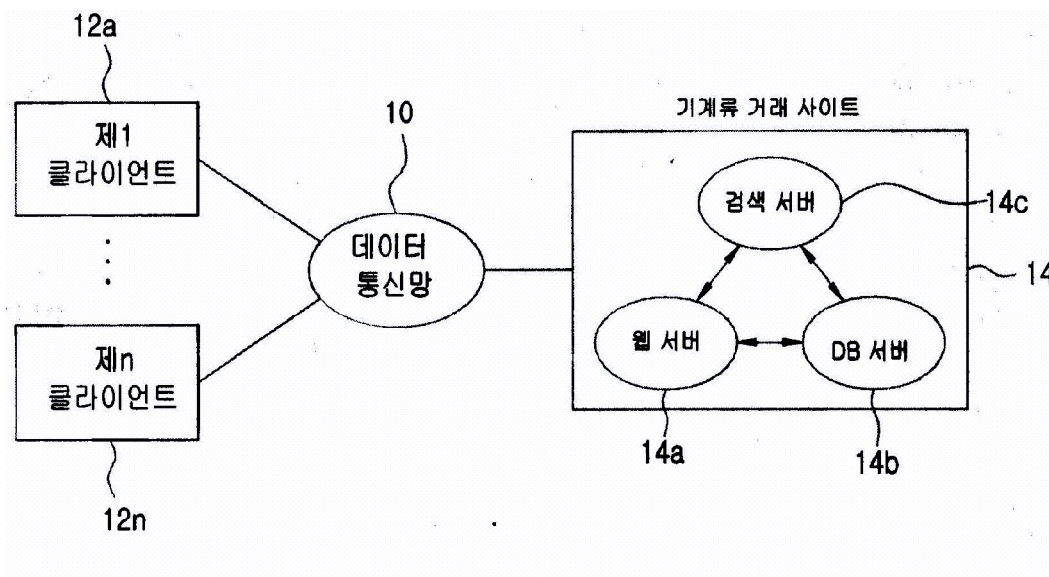 12a
제1
클라이언트
10
데이터
통신망
제n
클라이언트
12n
기계류 거래 사이트
검색 서버
14c
14
웹 서버
DB 서버
14a
14b